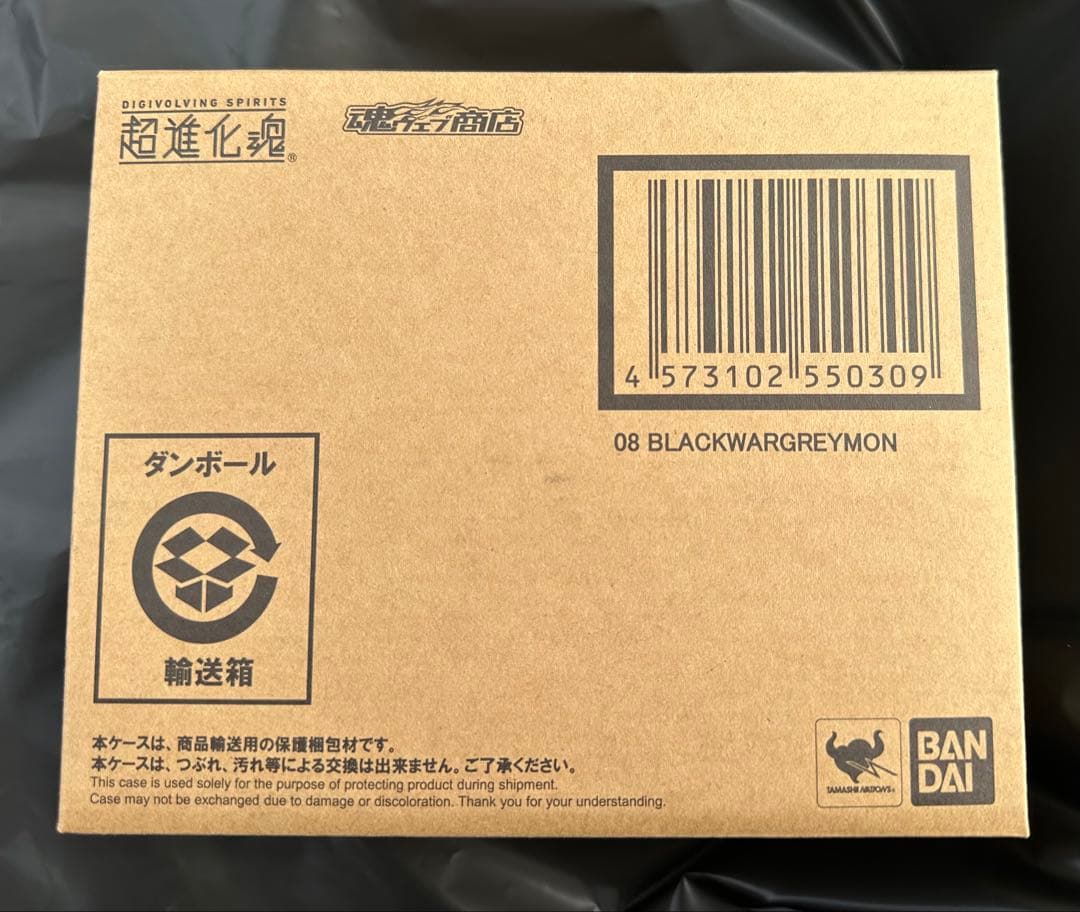 DIGIVOLVING SPIRITS
超進化魂®
魂ウェブ商店
4 573102 550309
08 BLACKWARGREYMON
ダンボール
輸送箱
本ケースは、商品輸送用の保護梱包材です。
本ケースは、つぶれ、汚れ等による交換は出来ません。ご了承ください。
This case is used solely for the purpose of protecting product during shipment.
Case may not be exchanged due to damage or discoloration. Thank you for your understanding.
TAMASHII NATIONS
BAN
DAI